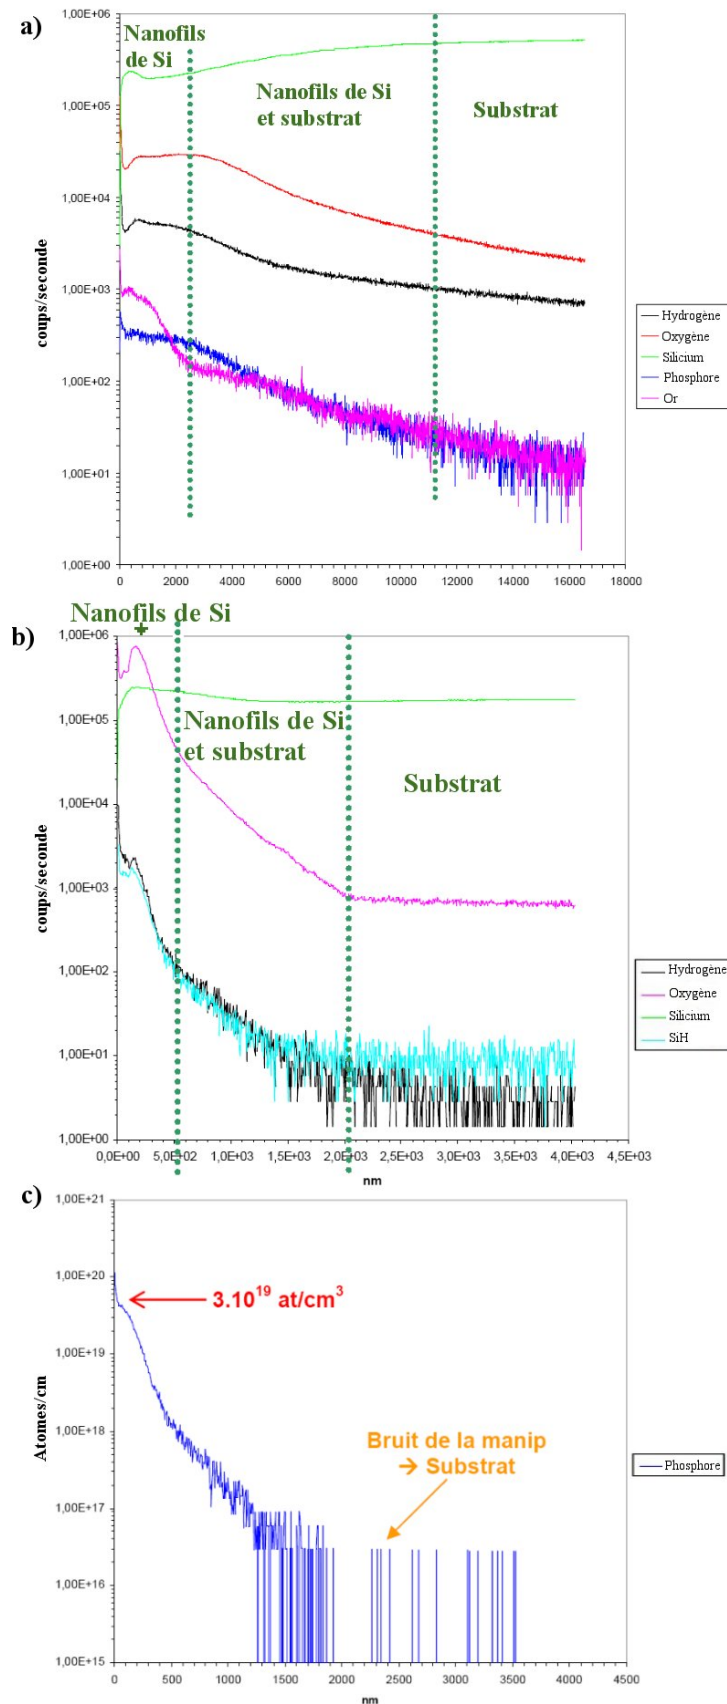 a)
Nanofils
de Si
Nanofils de Si
et substrat
Substrat
coups/seconde
1,00E+06
1,00E+05
1,00E+04
1,00E+03
1,00E+02
1,00E+01
1,00E+00
0 2000 4000 6000 8000 10000 12000 14000 16000 18000
Hydrogène
Oxygène
Silicium
Phosphore
Or
b)
Nanofils de Si
Nanofils de Si
et substrat
Substrat
coups/seconde
1,00E+06
1,00E+05
1,00E+04
1,00E+03
1,00E+02
1,00E+01
1,00E+00
0,0E+00 5,0E+02 1,0E+03 1,5E+03 2,0E+03 2,5E+03 3,0E+03 3,5E+03 4,0E+03 4,5E+03
nm
Hydrogène
Oxygène
Silicium
SiH
c)
3.10¹⁹ at/cm³
Bruit de la manip
→ Substrat
Atomes/cm
1,00E+21
1,00E+20
1,00E+19
1,00E+18
1,00E+17
1,00E+16
1,00E+15
0 500 1000 1500 2000 2500 3000 3500 4000 4500
nm
Phosphore